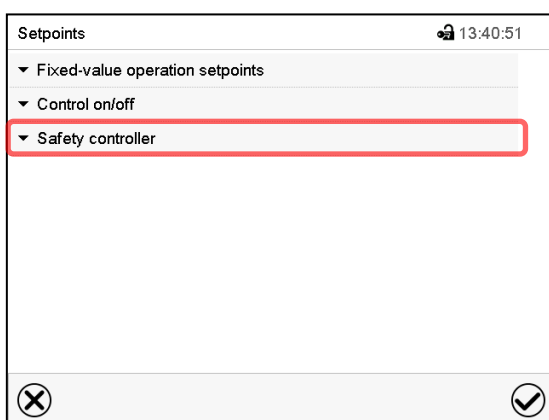 Setpoints 13:40:51
Fixed-value operation setpoints
Control on/off
Safety controller